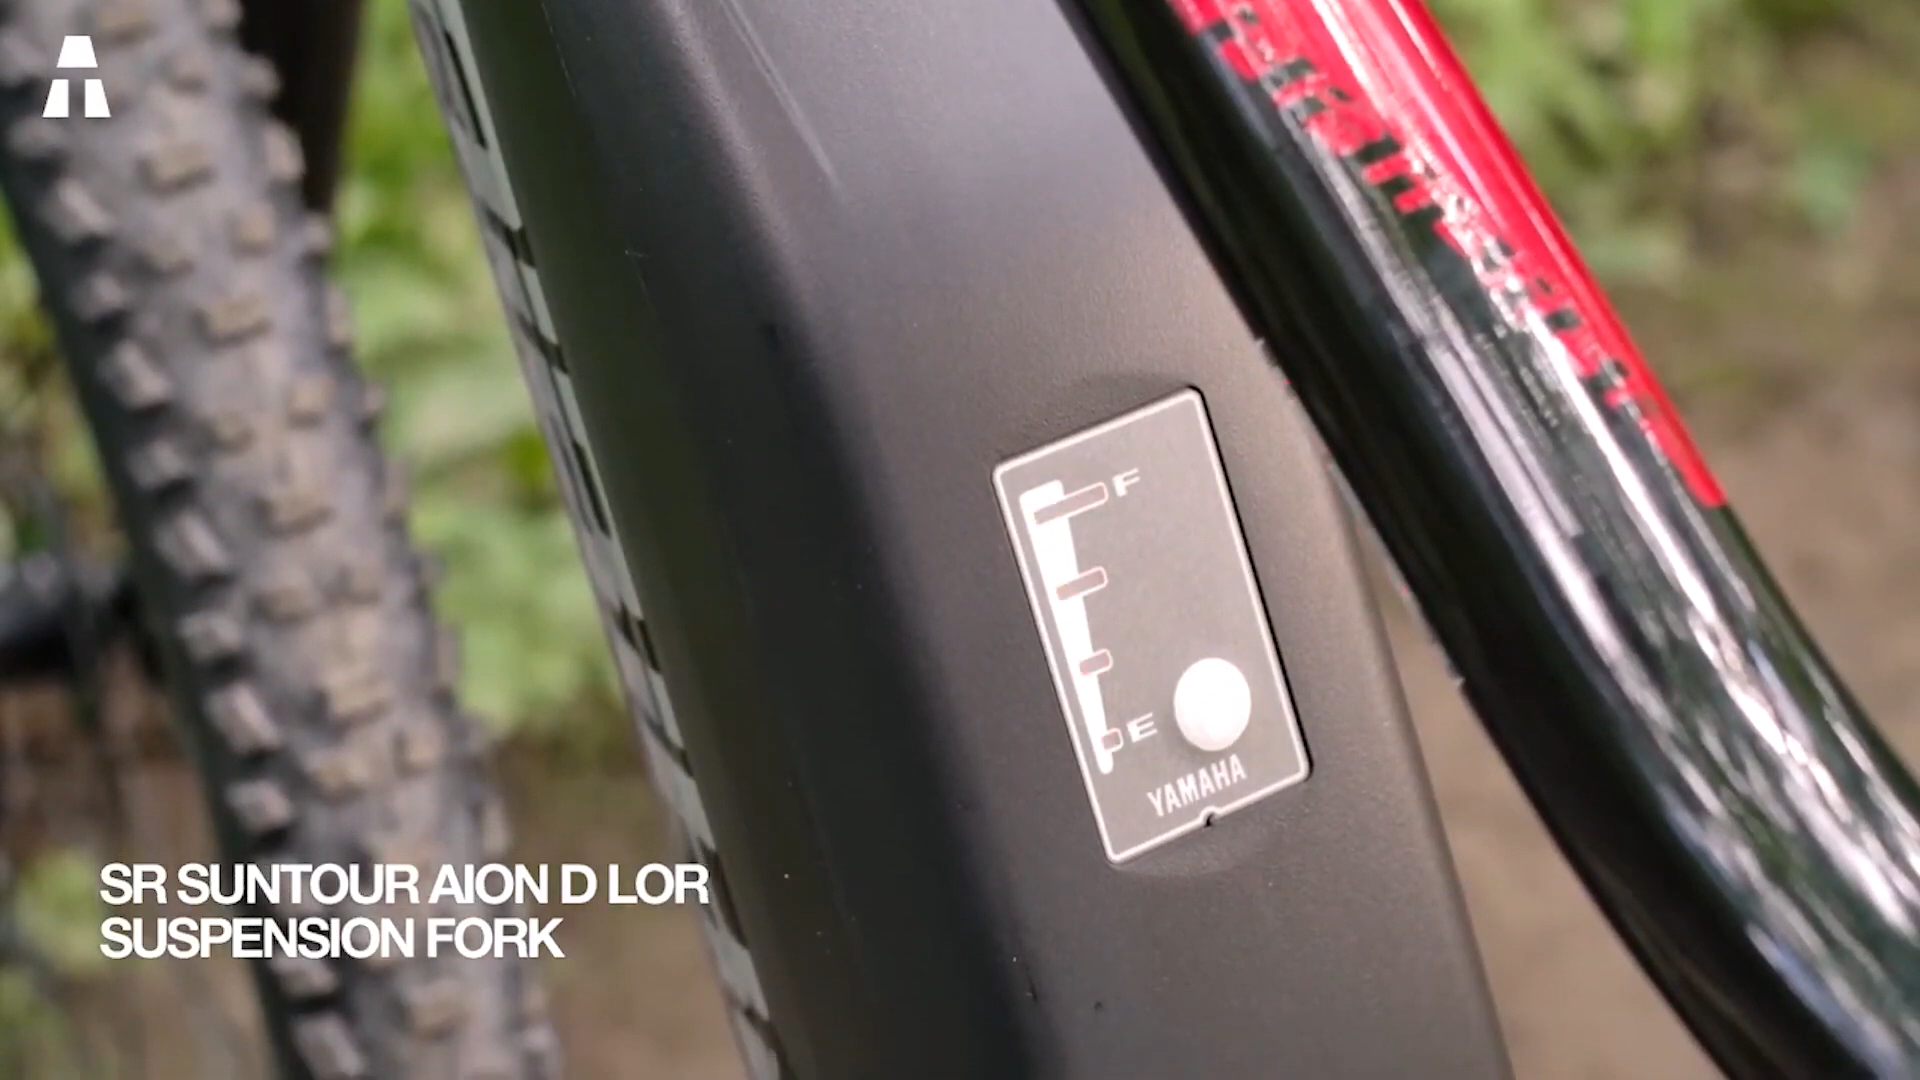 F
E
YAMAHA
SR SUNTOUR AION D LOR
SUSPENSION FORK